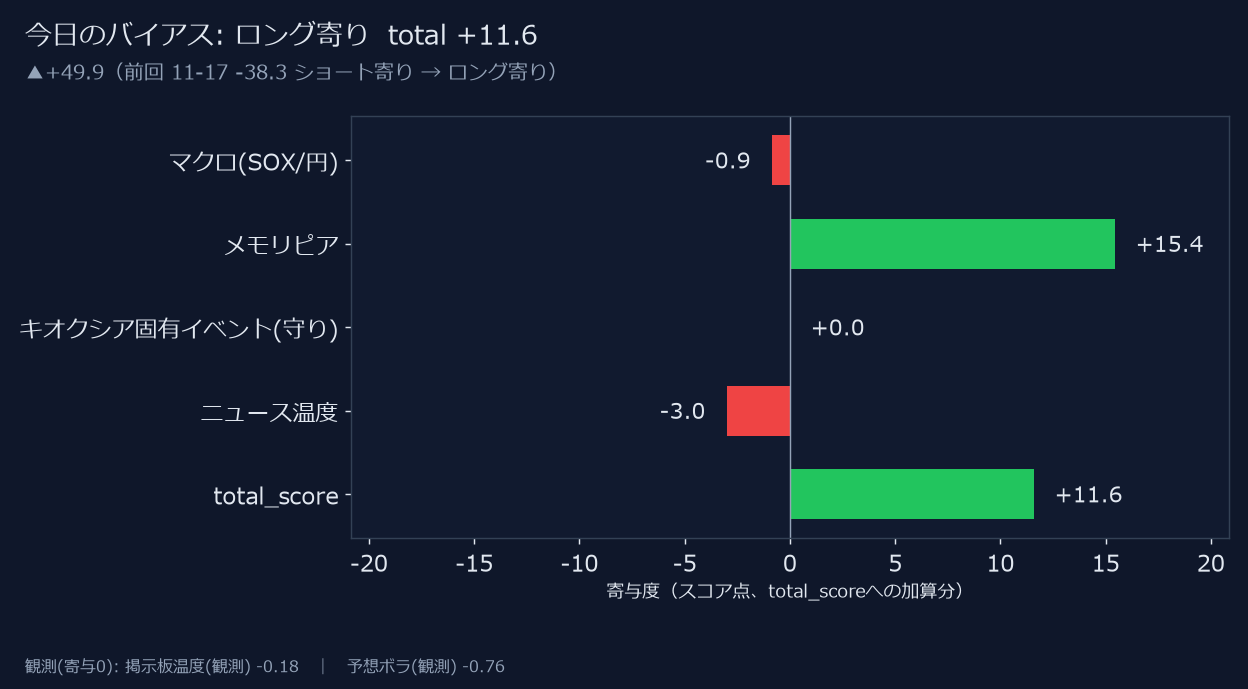 今日のバイアス: ロング寄り total +11.6
▲+49.9（前回 11-17 -38.3 ショート寄り → ロング寄り）
マクロ(SOX/円)
-0.9
メモリピア
+15.4
キオクシア固有イベント(守り)
+0.0
ニュース温度
-3.0
total_score
+11.6
-20 -15 -10 -5 0 5 10 15 20
寄与度（スコア点、total_scoreへの加算分）
観測(寄与0): 掲示板温度(観測) -0.18 ｜ 予想ボラ(観測) -0.76